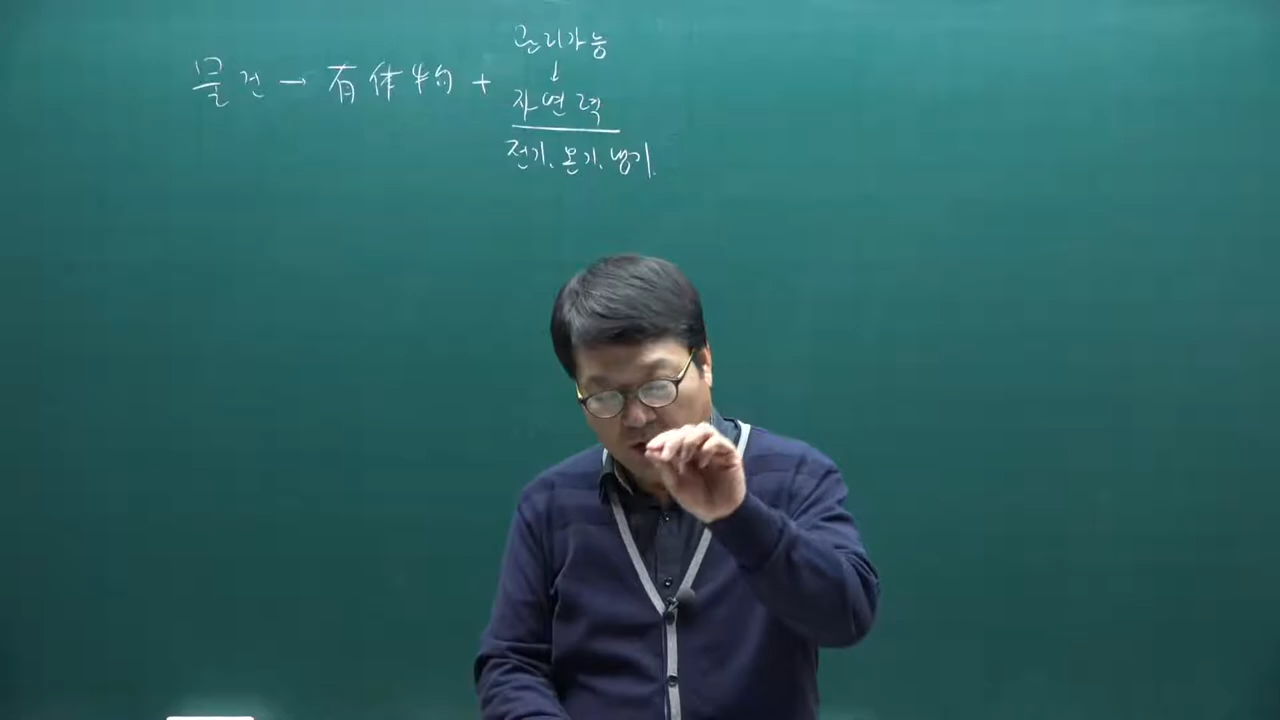 관리가능
↓
물건 → 有体物 + 자연력
전기, 온기, 냉기.